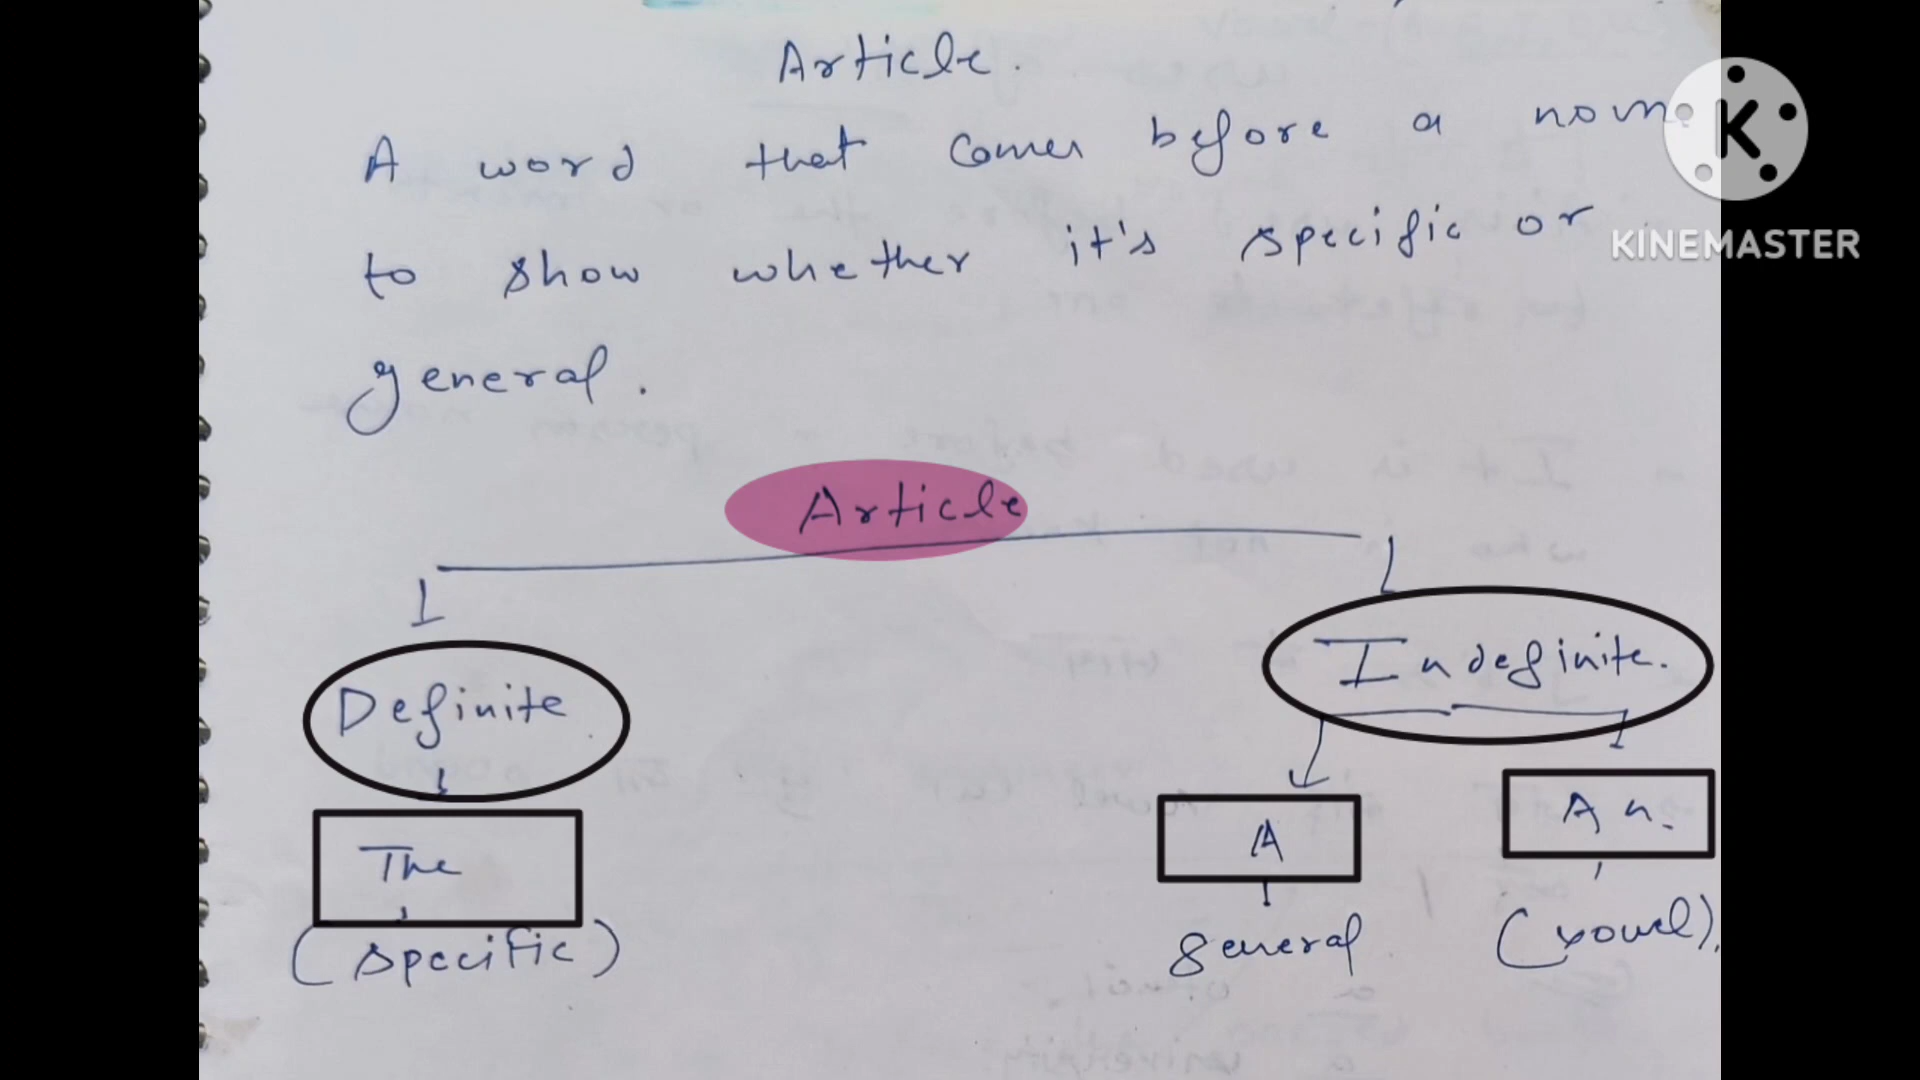 Article.
A word that comes before a noun
to show whether it's specific or
general.
Article
Definite
Indefinite.
The
A
An.
(specific)
general
(vowel).
K
KINEMASTER